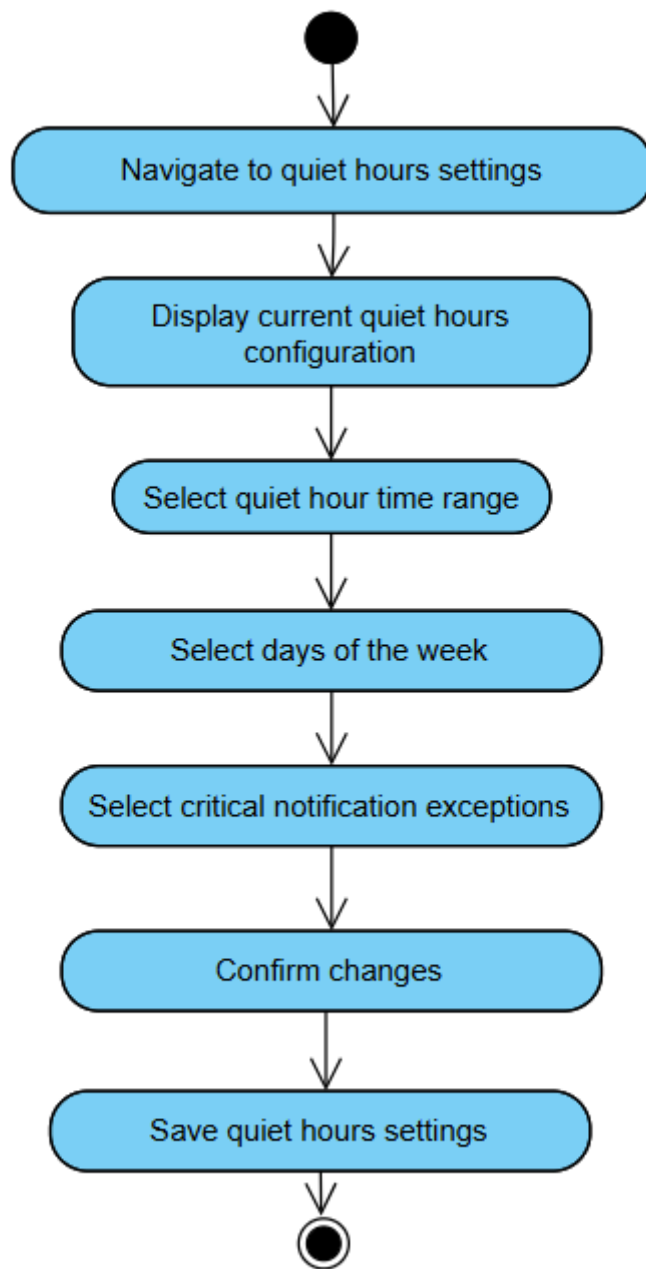 Navigate to quiet hours settings
Display current quiet hours
configuration
Select quiet hour time range
Select days of the week
Select critical notification exceptions
Confirm changes
Save quiet hours settings